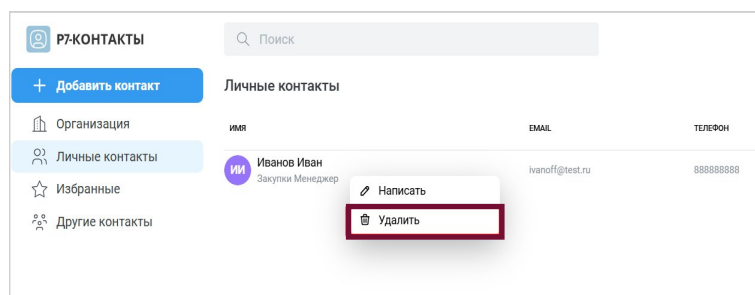 Р7-КОНТАКТЫ
Поиск
Добавить контакт
Личные контакты
Организация
ИМЯ
EMAIL
ТЕЛЕФОН
Личные контакты
ИИ
Иванов Иван
Закупки Менеджер
ivanoff@test.ru
888888888
Избранные
Написать
Другие контакты
Удалить